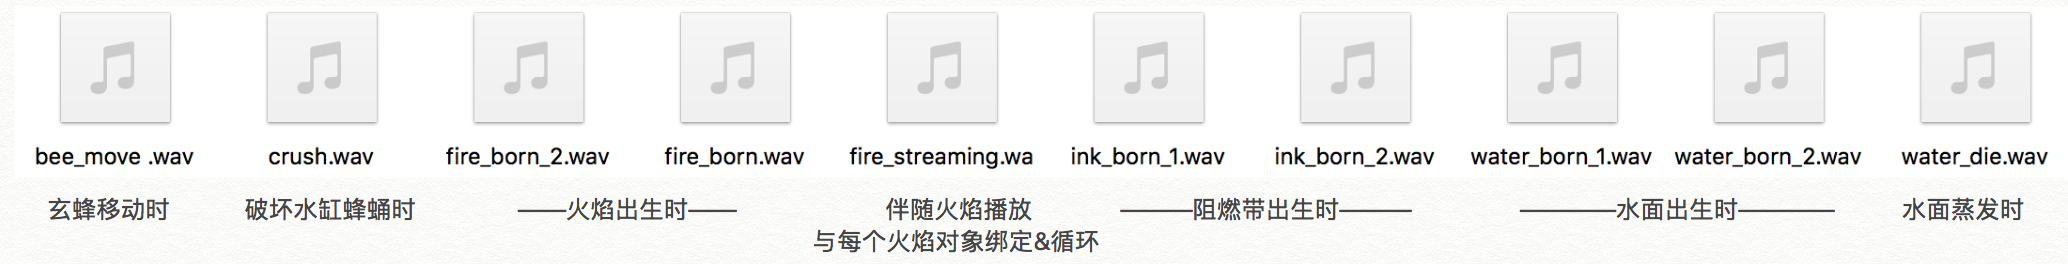 bee_move .wav crush.wav fire_born_2.wav fire_born.wav fire_streaming.wa ink_born_1.wav ink_born_2.wav water_born_1.wav water_born_2.wav water_die.wav
玄蜂移动时 破坏水缸蜂蛹时 ——火焰出生时—— 伴随火焰播放 ———阻燃带出生时——— ————水面出生时———— 水面蒸发时
与每个火焰对象绑定&循环